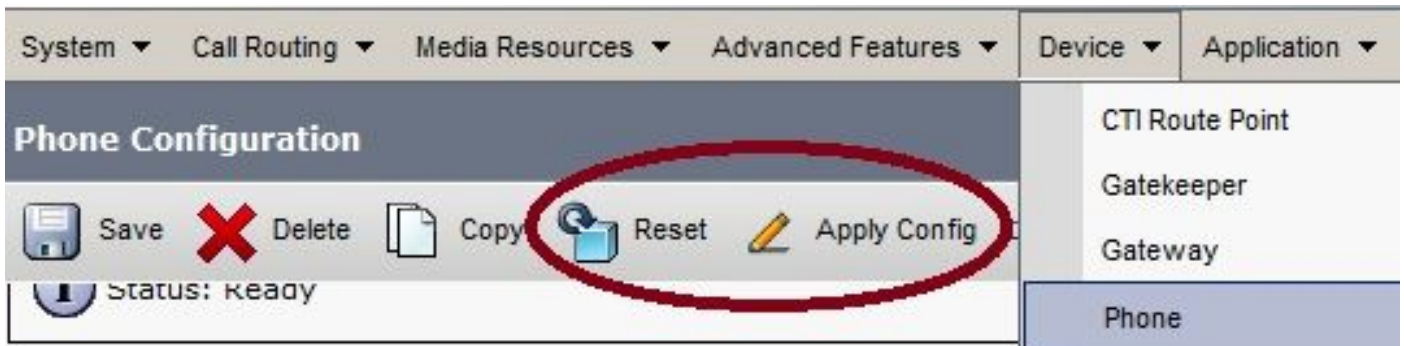 System Call Routing Media Resources Advanced Features Device Application
Phone Configuration
CTI Route Point
Gatekeeper
Save Delete Copy Reset Apply Config
Gateway
Status: Ready
Phone